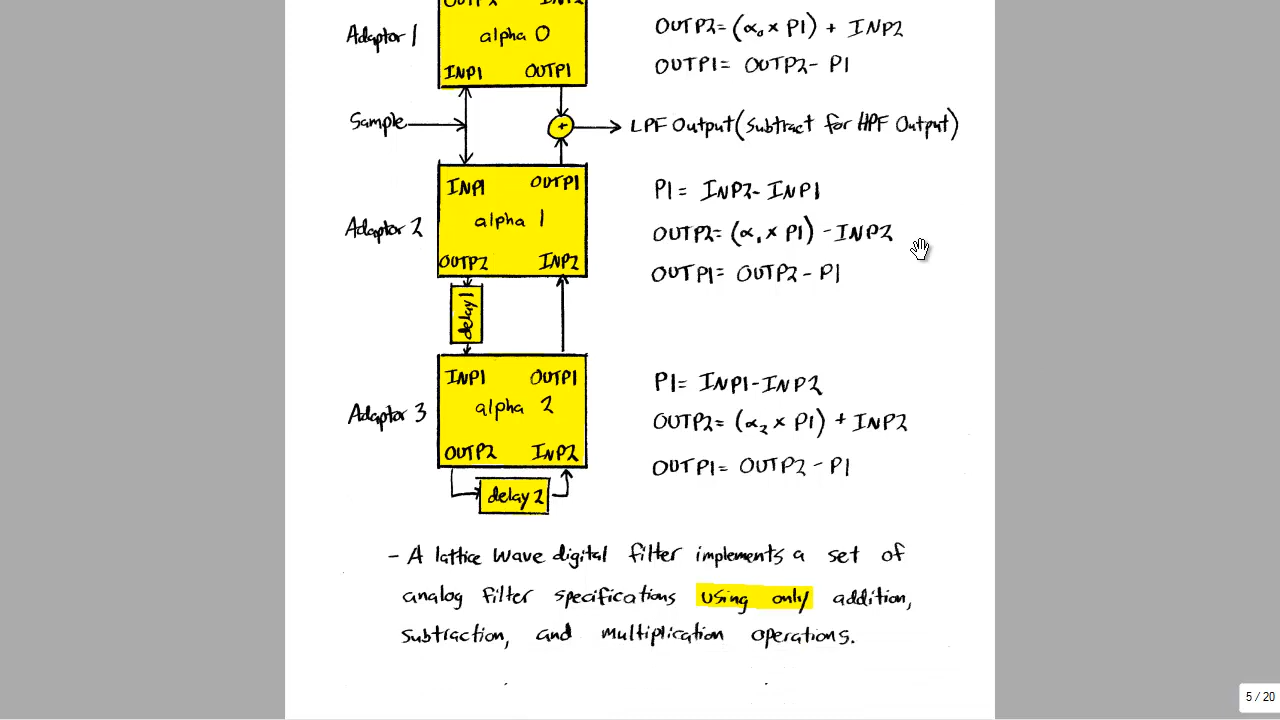 OUTP2 INP2
Adaptor 1 alpha 0 OUTP2= (α₀ x P1) + INP2
INP1 OUTP1 OUTP1= OUTP2- P1
Sample + LPF Output (Subtract for HPF Output)
INP1 OUTP1 P1= INP2- INP1
Adaptor 2 alpha 1 OUTP2= (α₁ x P1) -INP2
OUTP2 INP2 OUTP1= OUTP2- P1
delay1
INP1 OUTP1 P1= INP1-INP2
Adaptor 3 alpha 2 OUTP2= (α₂ x P1) + INP2
OUTP2 INP2 OUTP1= OUTP2 - P1
delay 2
- A lattice wave digital filter implements a set of
analog filter specifications using only addition,
subtraction, and multiplication operations.
5 / 20